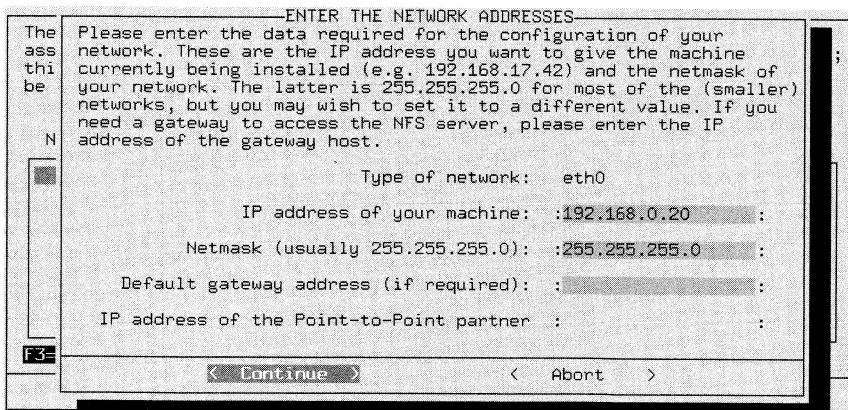 ENTER THE NETWORK ADDRESSES
The
ass
thi
be
N
Please enter the data required for the configuration of your
network. These are the IP address you want to give the machine
currently being installed (e.g. 192.168.17.42) and the netmask of
your network. The latter is 255.255.255.0 for most of the (smaller)
networks, but you may wish to set it to a different value. If you
need a gateway to access the NFS server, please enter the IP
address of the gateway host.
;
Type of network: eth0
IP address of your machine: :192.168.0.20 :
Netmask (usually 255.255.255.0): :255.255.255.0 :
Default gateway address (if required): : :
IP address of the Point-to-Point partner : :
F3=
< Continue > < Abort >